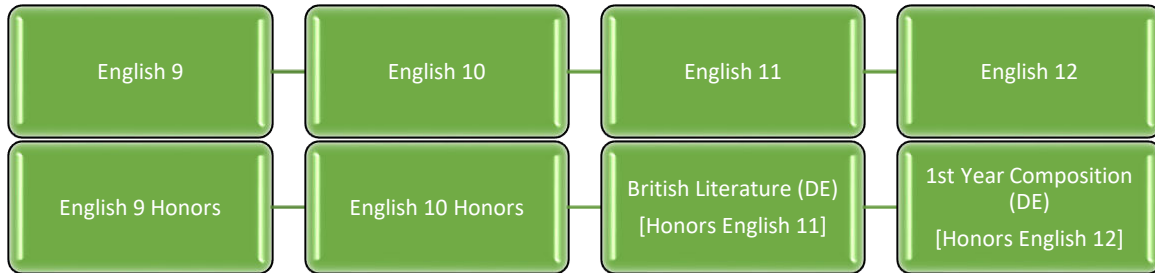 English 9
English 10
English 11
English 12
English 9 Honors
English 10 Honors
British Literature (DE)
[Honors English 11]
1st Year Composition
(DE)
[Honors English 12]